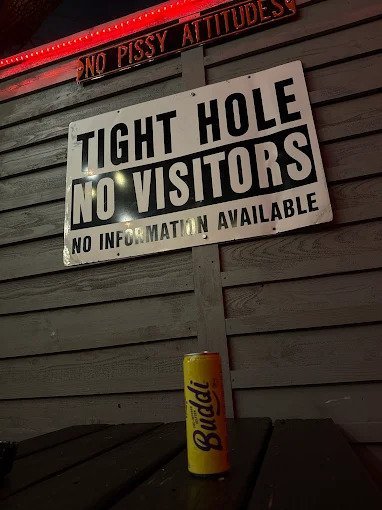 NO PISSY ATTITUDES
TIGHT HOLE
NO VISITORS
NO INFORMATION AVAILABLE
Buddi